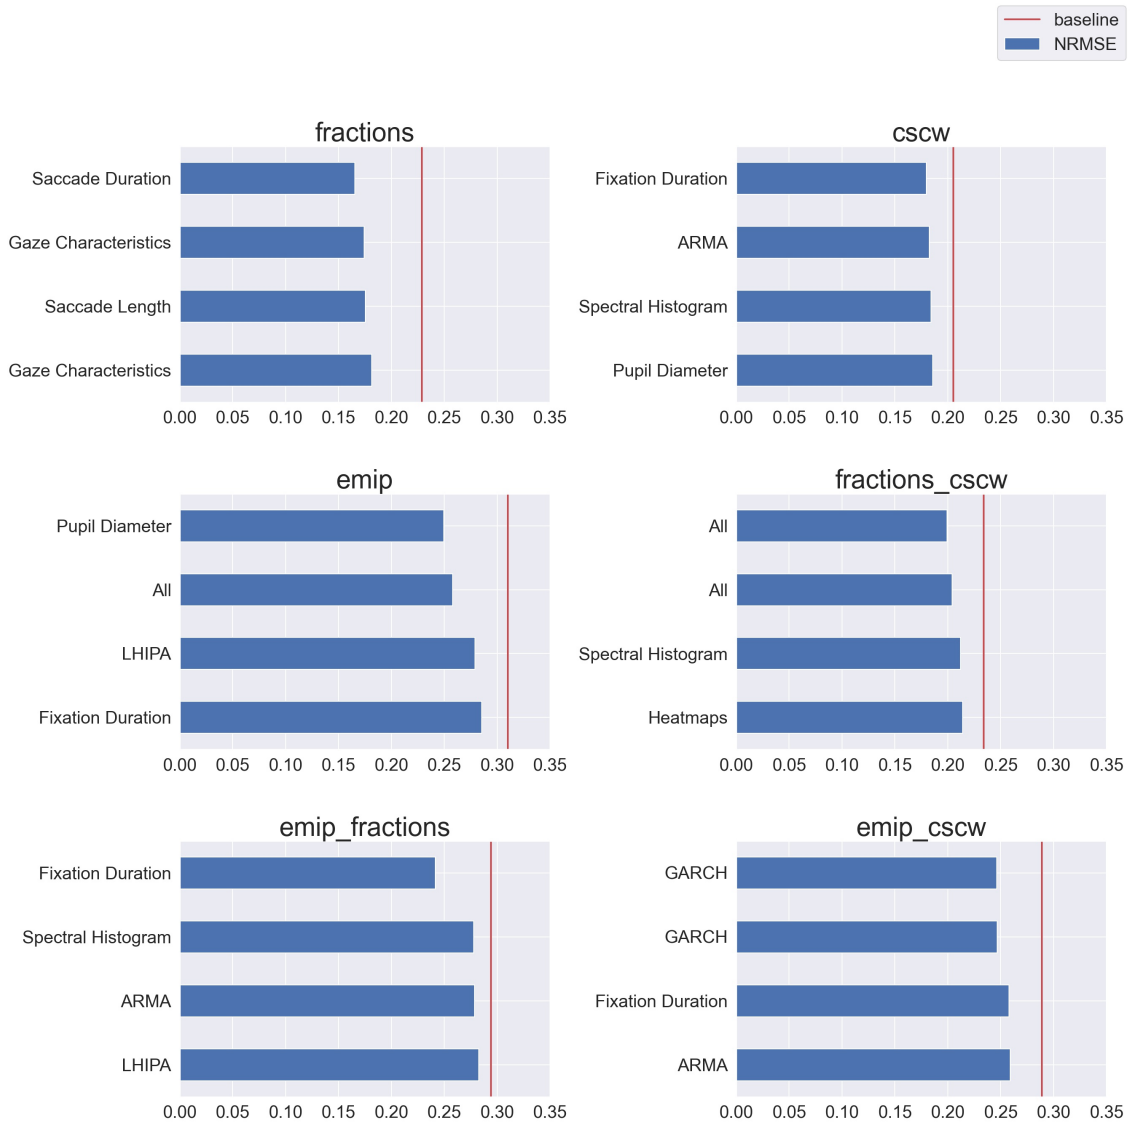 baseline
NRMSE
fractions
Saccade Duration
Gaze Characteristics
Saccade Length
Gaze Characteristics
0.00 0.05 0.10 0.15 0.20 0.25 0.30 0.35
cscw
Fixation Duration
ARMA
Spectral Histogram
Pupil Diameter
0.00 0.05 0.10 0.15 0.20 0.25 0.30 0.35
emip
Pupil Diameter
All
LHIPA
Fixation Duration
0.00 0.05 0.10 0.15 0.20 0.25 0.30 0.35
fractions_cscw
All
All
Spectral Histogram
Heatmaps
0.00 0.05 0.10 0.15 0.20 0.25 0.30 0.35
emip_fractions
Fixation Duration
Spectral Histogram
ARMA
LHIPA
0.00 0.05 0.10 0.15 0.20 0.25 0.30 0.35
emip_cscw
GARCH
GARCH
Fixation Duration
ARMA
0.00 0.05 0.10 0.15 0.20 0.25 0.30 0.35